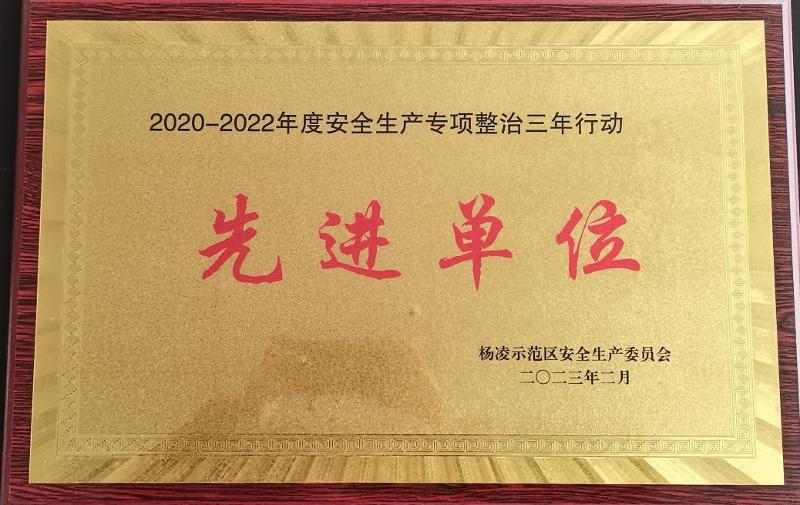 2020-2022年度安全生产专项整治三年行动
先进单位
杨凌示范区安全生产委员会
二〇二三年二月